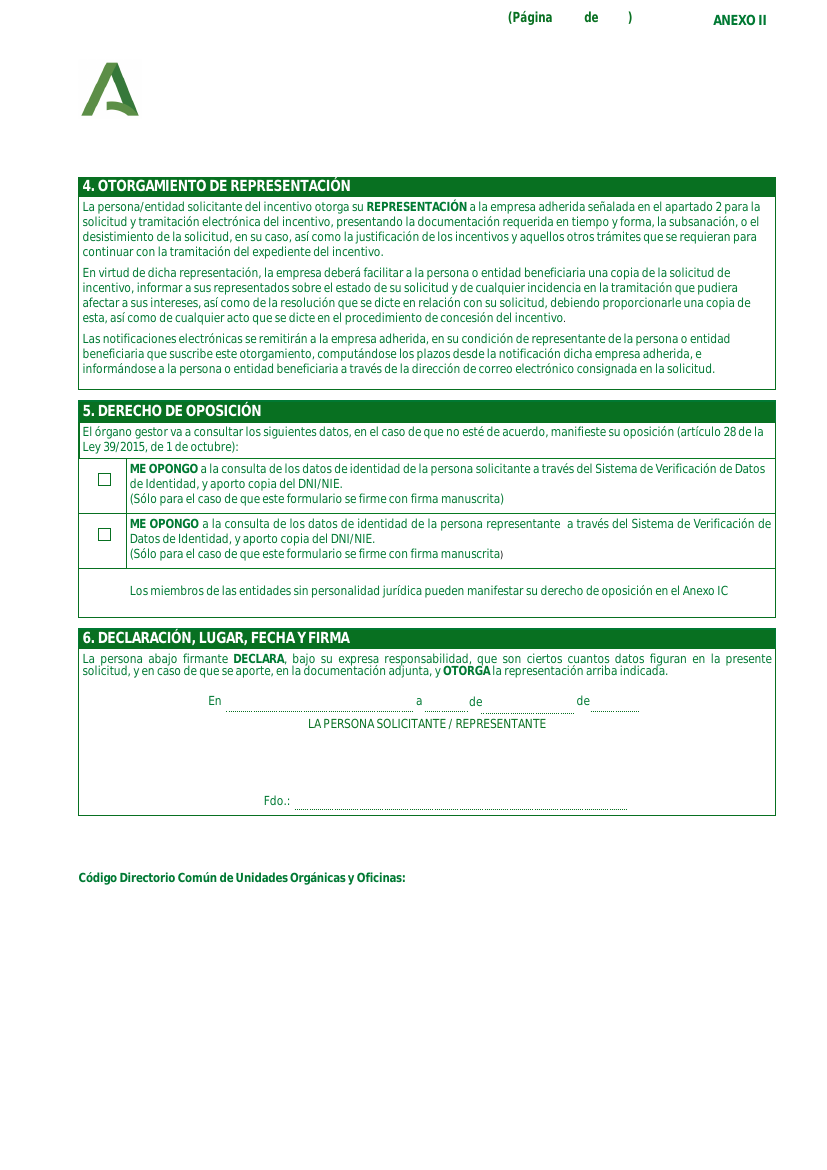 (Página de ) ANEXO II
4. OTORGAMIENTO DE REPRESENTACIÓN
La persona/entidad solicitante del incentivo otorga su REPRESENTACIÓN a la empresa adherida señalada en el apartado 2 para la
solicitud y tramitación electrónica del incentivo, presentando la documentación requerida en tiempo y forma, la subsanación, o el
desistimiento de la solicitud, en su caso, así como la justificación de los incentivos y aquellos otros trámites que se requieran para
continuar con la tramitación del expediente del incentivo.
En virtud de dicha representación, la empresa deberá facilitar a la persona o entidad beneficiaria una copia de la solicitud de
incentivo, informar a sus representados sobre el estado de su solicitud y de cualquier incidencia en la tramitación que pudiera
afectar a sus intereses, así como de la resolución que se dicte en relación con su solicitud, debiendo proporcionarle una copia de
esta, así como de cualquier acto que se dicte en el procedimiento de concesión del incentivo.
Las notificaciones electrónicas se remitirán a la empresa adherida, en su condición de representante de la persona o entidad
beneficiaria que suscribe este otorgamiento, computándose los plazos desde la notificación dicha empresa adherida, e
informándose a la persona o entidad beneficiaria a través de la dirección de correo electrónico consignada en la solicitud.
5. DERECHO DE OPOSICIÓN
El órgano gestor va a consultar los siguientes datos, en el caso de que no esté de acuerdo, manifieste su oposición (artículo 28 de la
Ley 39/2015, de 1 de octubre):
ME OPONGO a la consulta de los datos de identidad de la persona solicitante a través del Sistema de Verificación de Datos
de Identidad, y aporto copia del DNI/NIE.
(Sólo para el caso de que este formulario se firme con firma manuscrita)
ME OPONGO a la consulta de los datos de identidad de la persona representante a través del Sistema de Verificación de
Datos de Identidad, y aporto copia del DNI/NIE.
(Sólo para el caso de que este formulario se firme con firma manuscrita)
Los miembros de las entidades sin personalidad jurídica pueden manifestar su derecho de oposición en el Anexo IC
6. DECLARACIÓN, LUGAR, FECHA Y FIRMA
La persona abajo firmante DECLARA, bajo su expresa responsabilidad, que son ciertos cuantos datos figuran en la presente
solicitud, y en caso de que se aporte, en la documentación adjunta, y OTORGA la representación arriba indicada.
En a de de
LA PERSONA SOLICITANTE / REPRESENTANTE
Fdo.:
Código Directorio Común de Unidades Orgánicas y Oficinas: